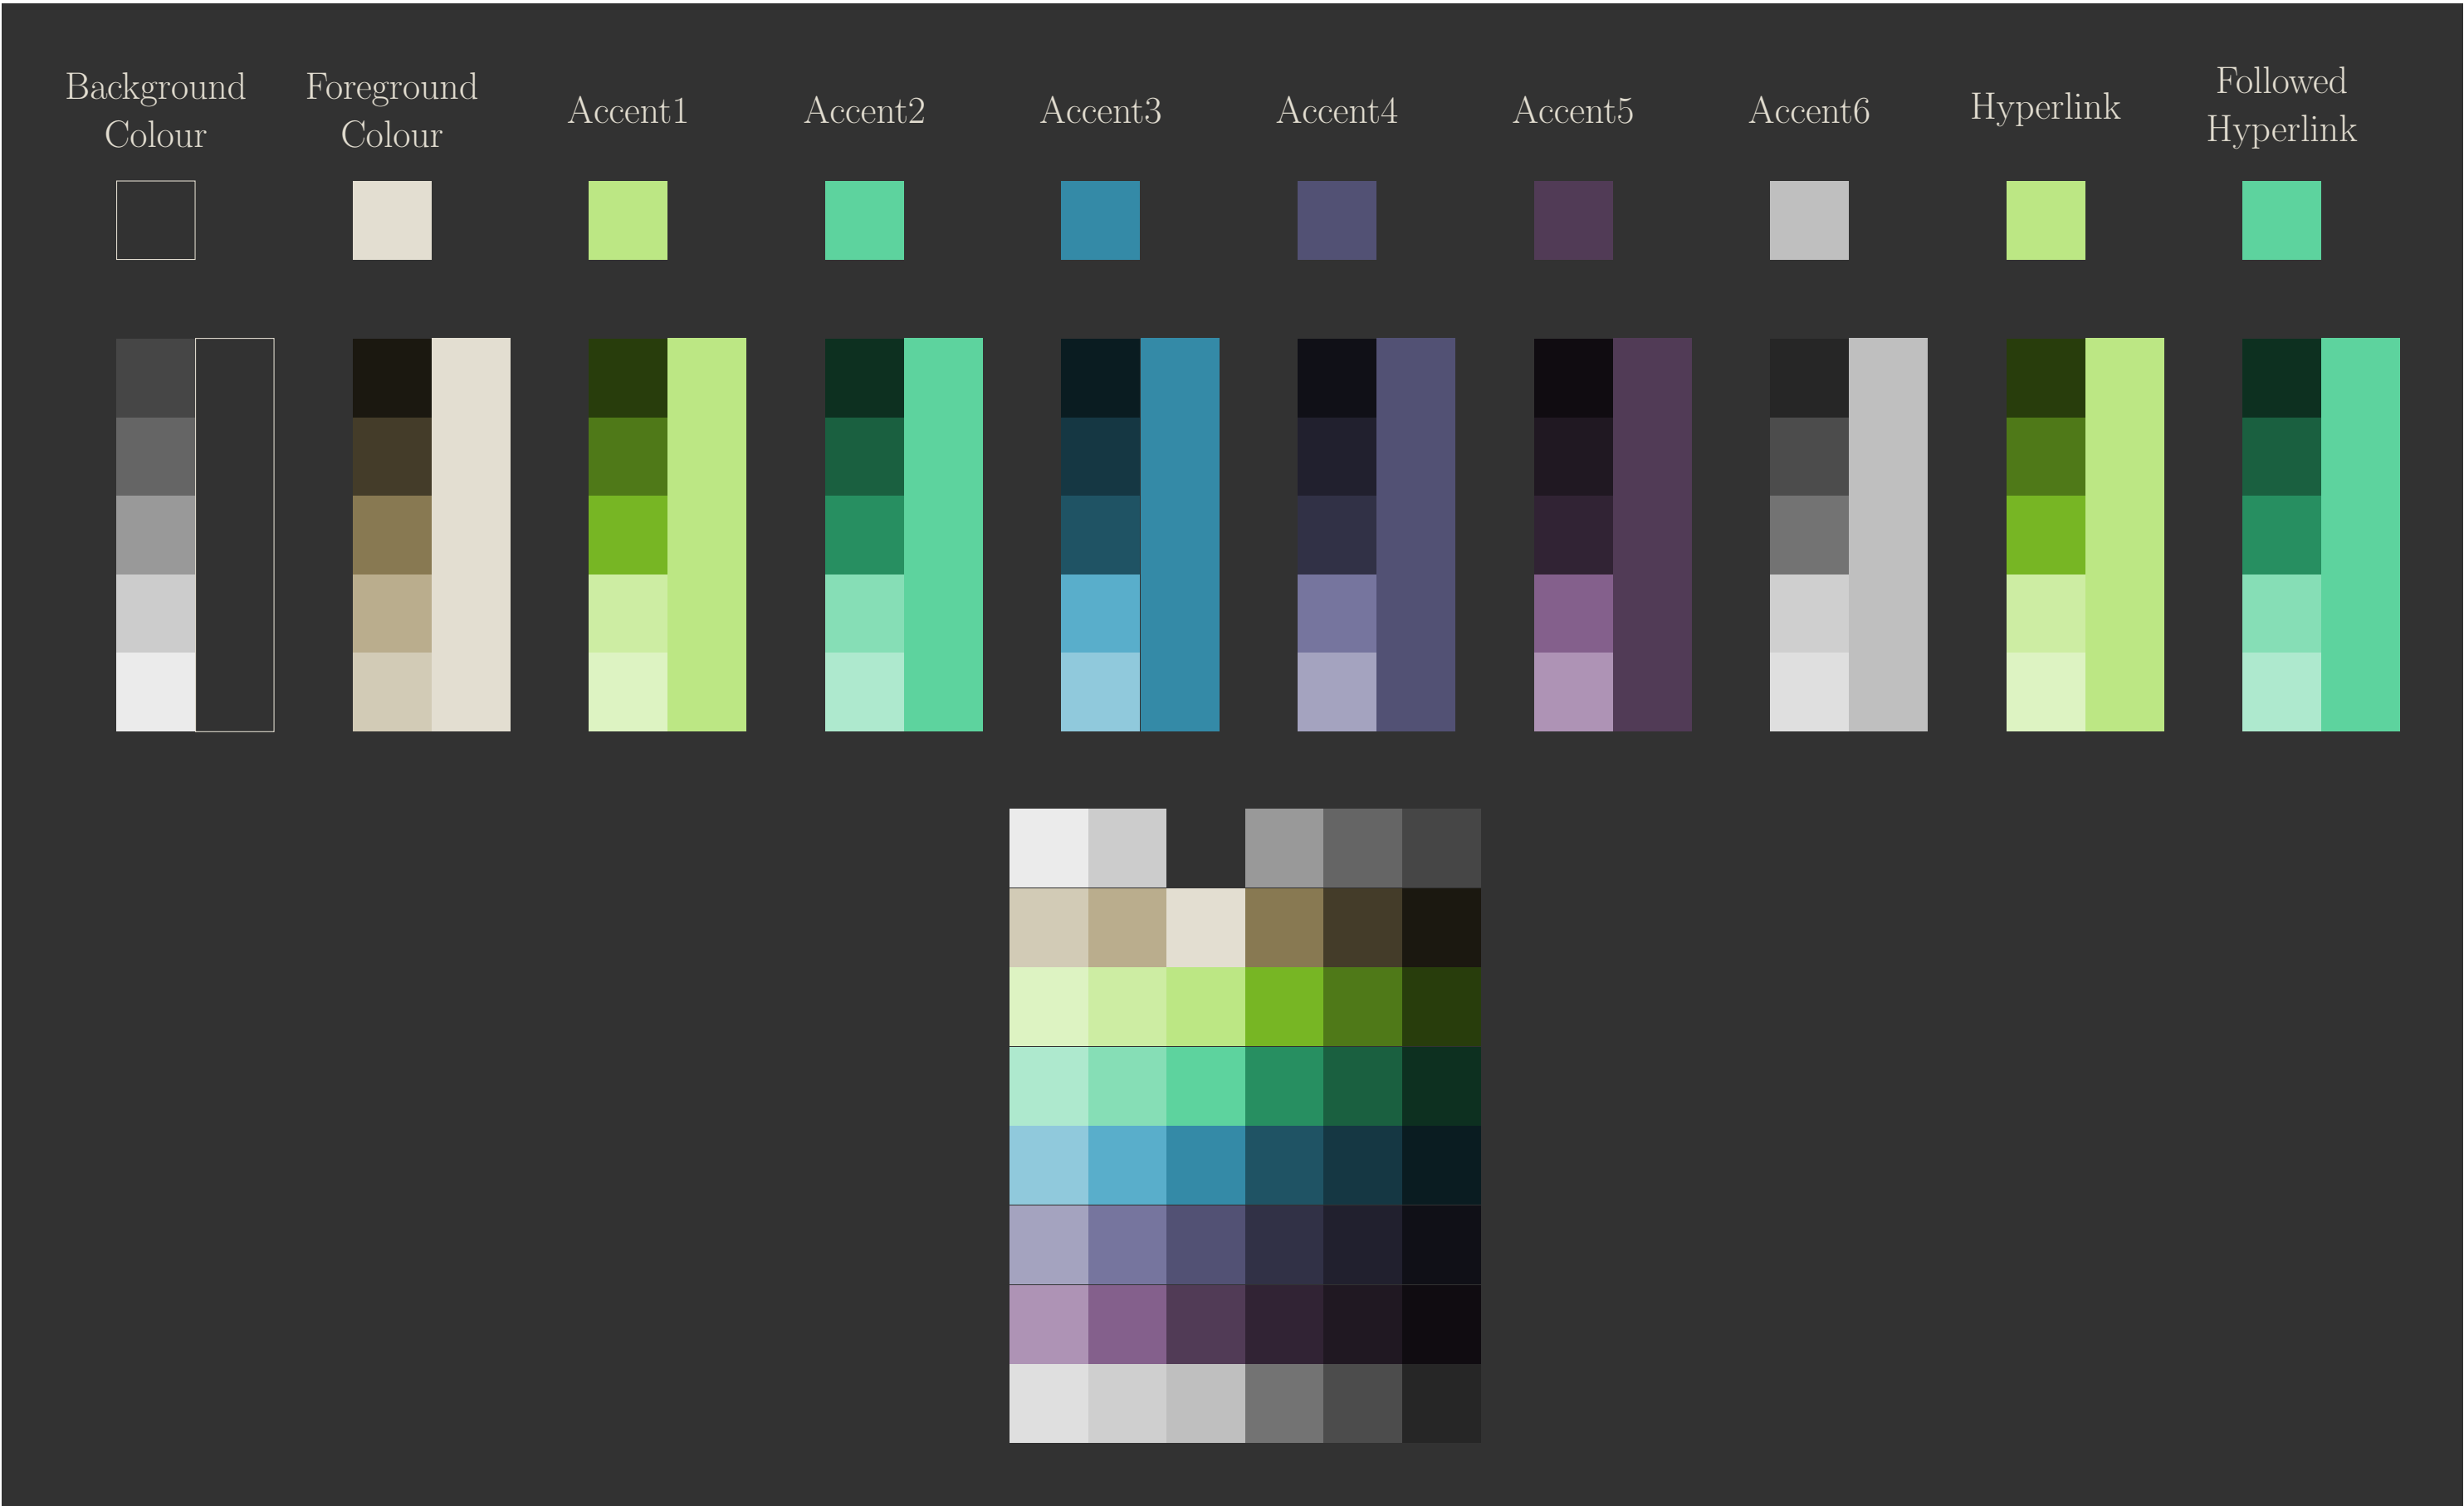 Background
Colour
Foreground
Colour
Accent1
Accent2
Accent3
Accent4
Accent5
Accent6
Hyperlink
Followed
Hyperlink